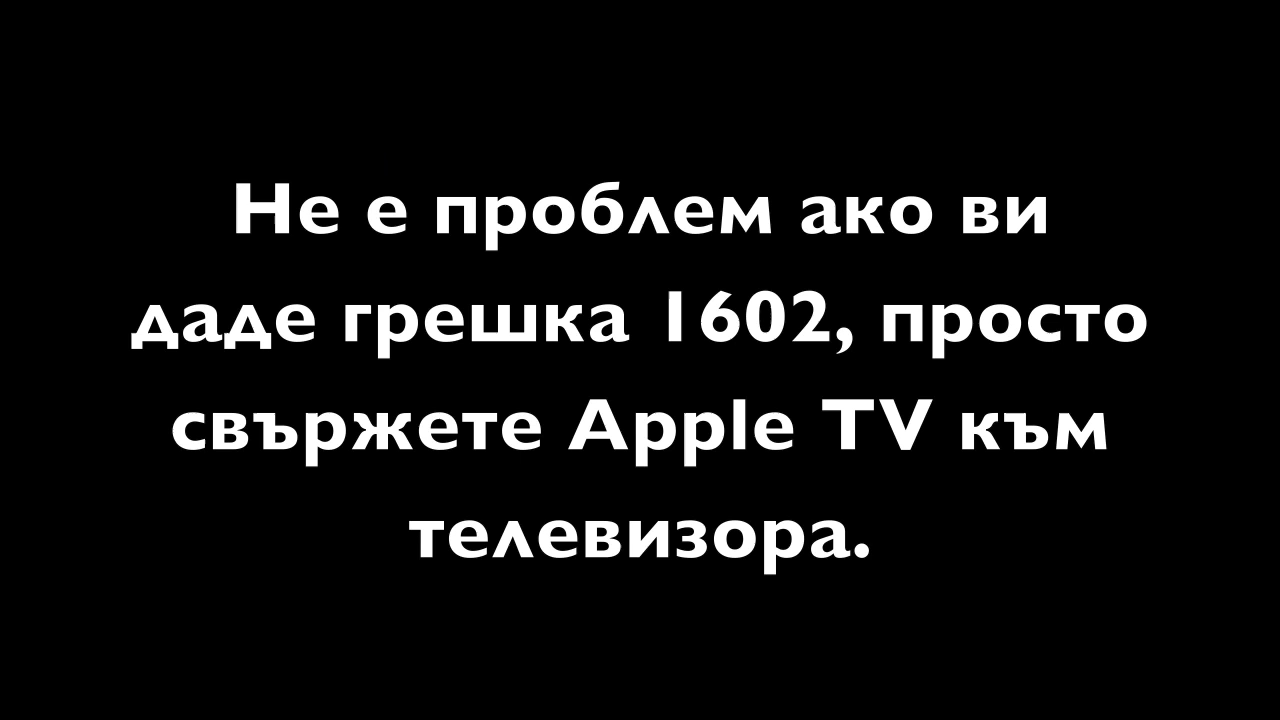 Не е проблем ако ви
даде грешка 1602, просто
свържете Apple TV към
телевизора.